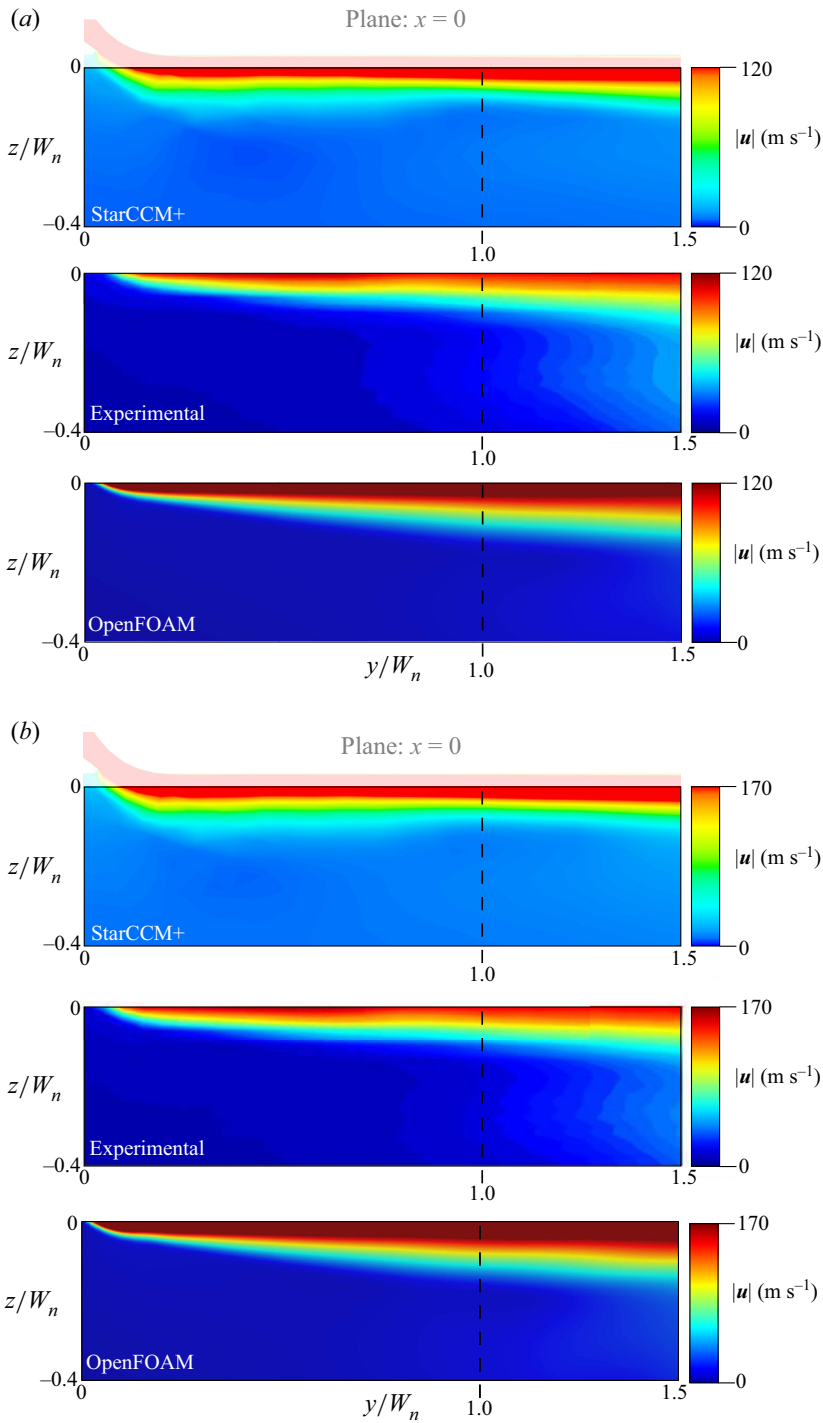 (a)
Plane: x = 0
0
120
z/Wn
|u| (m s⁻¹)
StarCCM+
–0.4
0
0
1.0
1.5
0
120
z/Wn
|u| (m s⁻¹)
Experimental
–0.4
0
0
1.0
1.5
0
120
z/Wn
|u| (m s⁻¹)
OpenFOAM
–0.4
0
0
y/Wn
1.0
1.5
(b)
Plane: x = 0
0
170
z/Wn
|u| (m s⁻¹)
StarCCM+
–0.4
0
0
1.0
1.5
0
170
z/Wn
|u| (m s⁻¹)
Experimental
–0.4
0
0
1.0
1.5
0
170
z/Wn
|u| (m s⁻¹)
OpenFOAM
–0.4
0
0
y/Wn
1.0
1.5